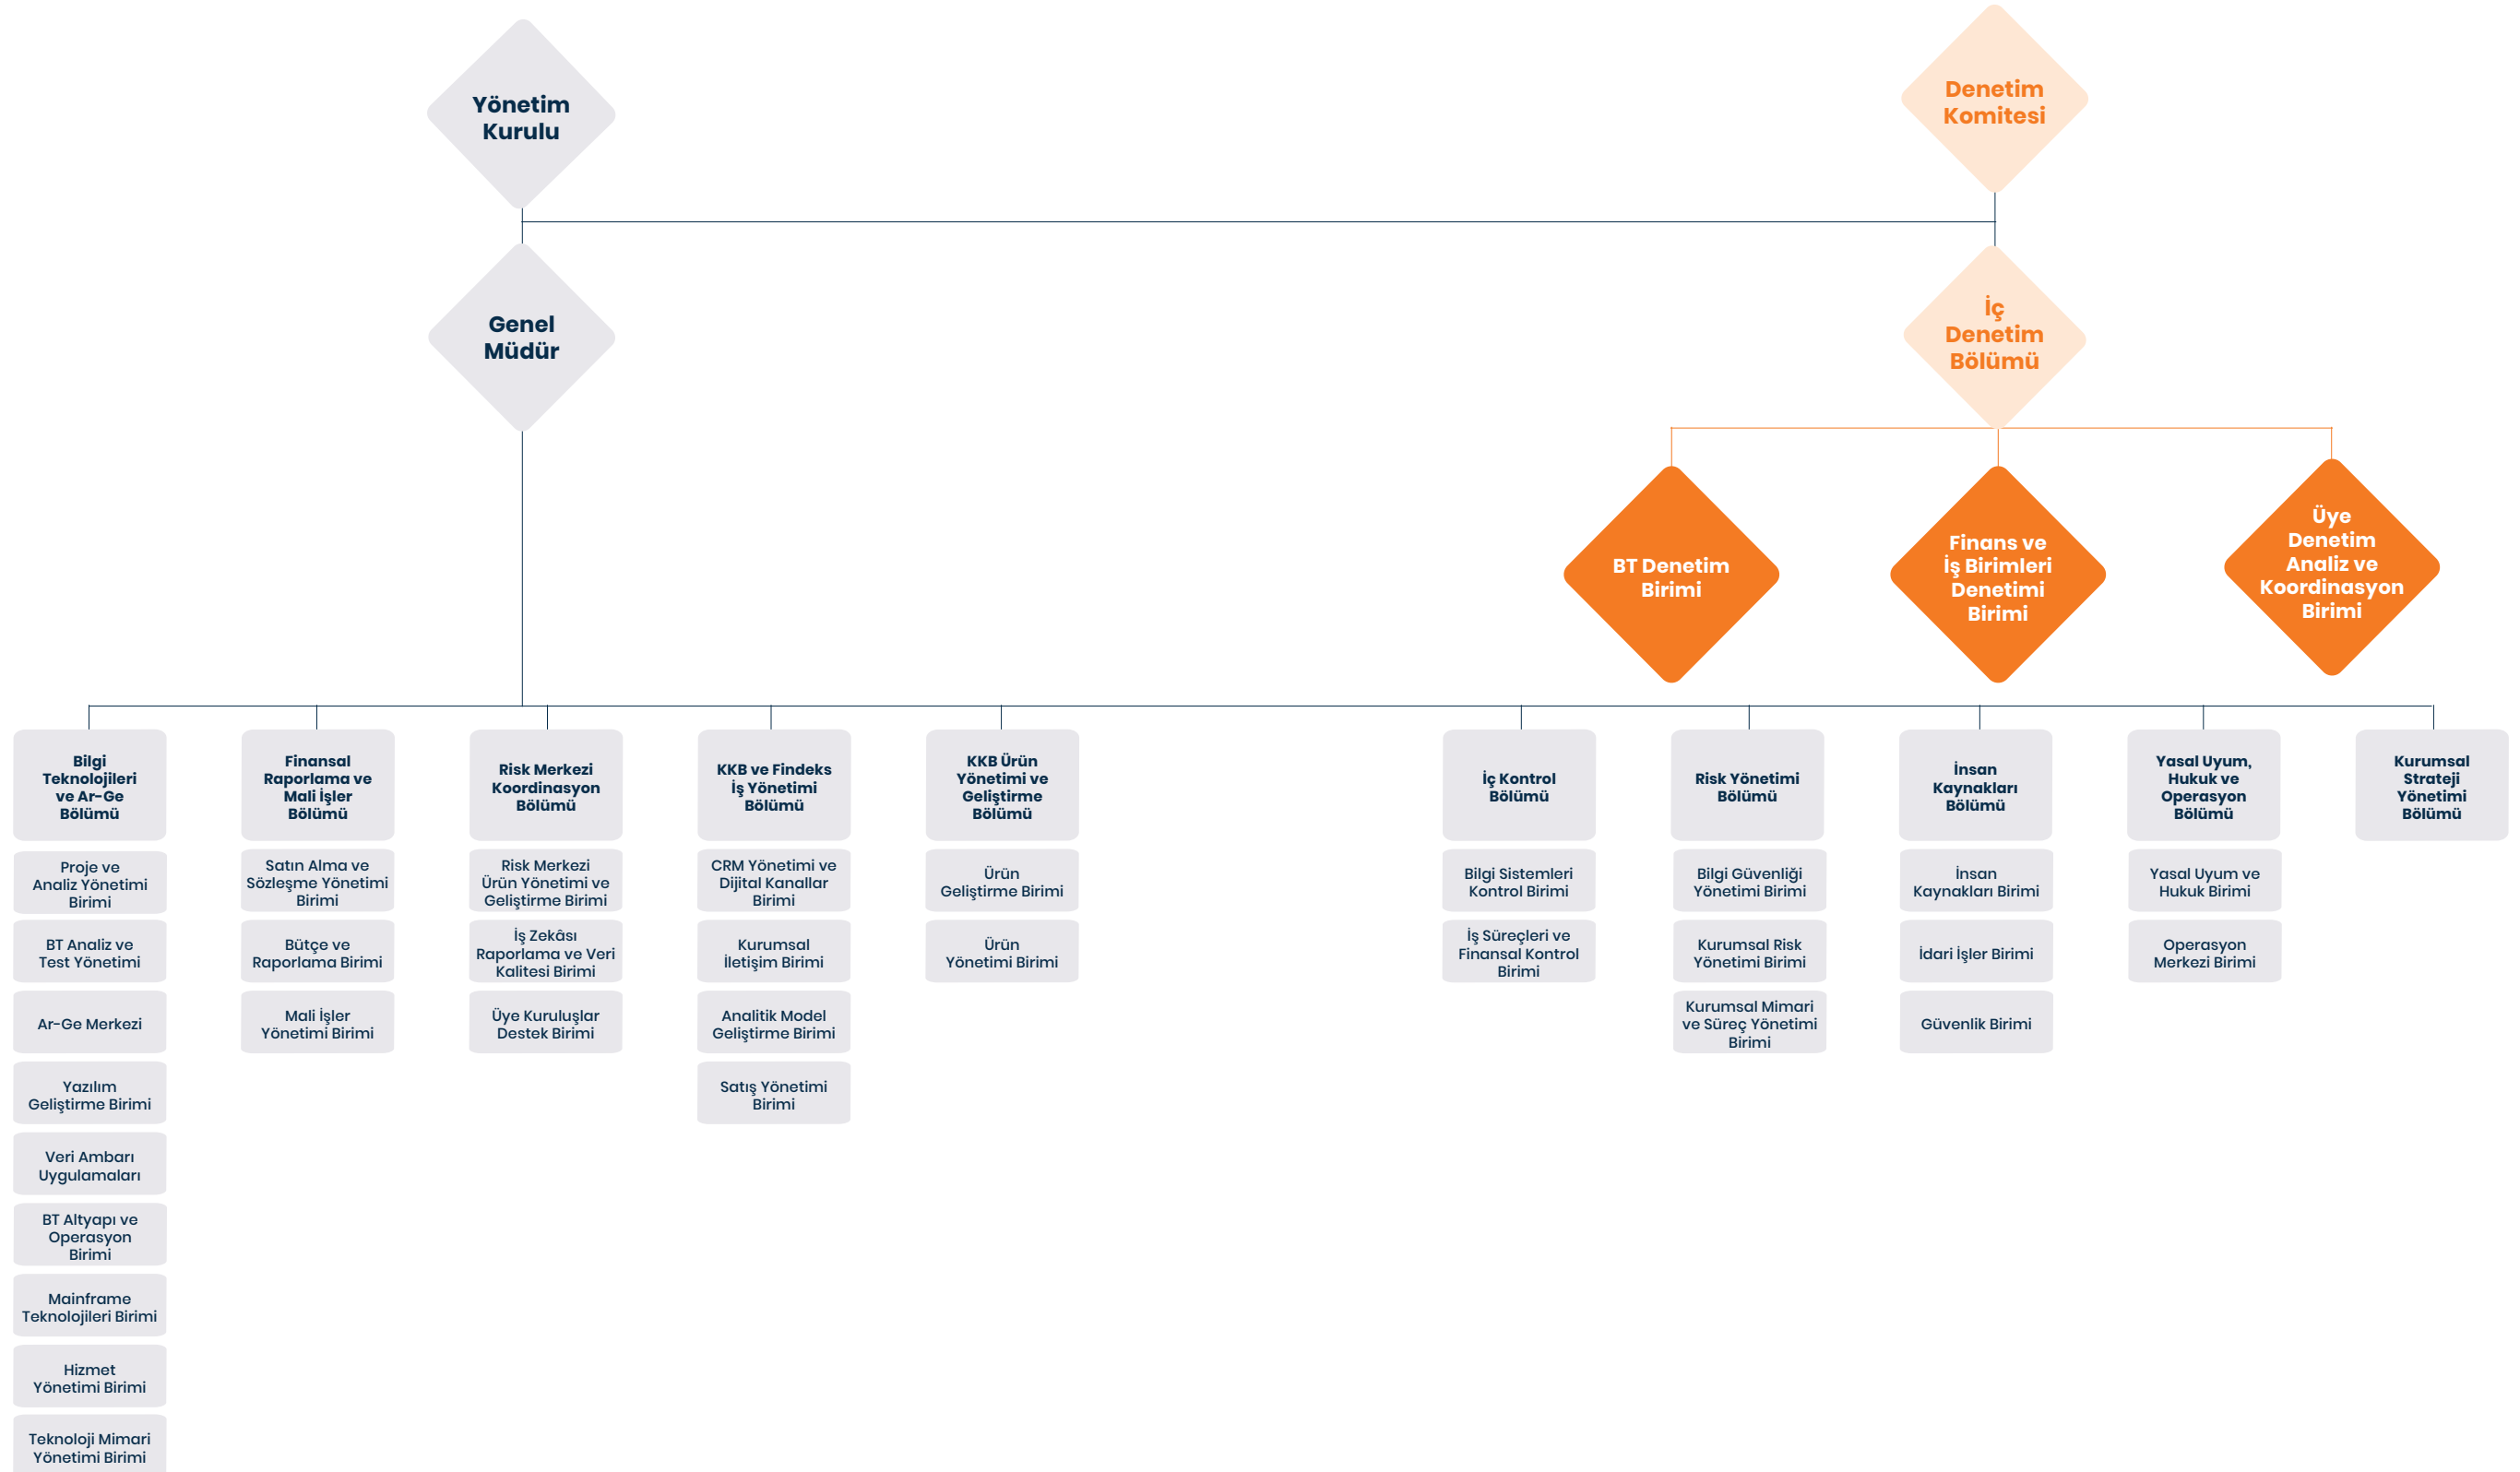 Yönetim
Kurulu
Denetim
Komitesi
Genel
Müdür
İç
Denetim
Bölümü
BT Denetim
Birimi
Finans ve
İş Birimleri
Denetimi
Birimi
Üye
Denetim
Analiz ve
Koordinasyon
Birimi
Bilgi
Teknolojileri
ve Ar-Ge
Bölümü
Proje ve
Analiz Yönetimi
Birimi
BT Analiz ve
Test Yönetimi
Ar-Ge Merkezi
Yazılım
Geliştirme Birimi
Veri Ambarı
Uygulamaları
BT Altyapı ve
Operasyon
Birimi
Mainframe
Teknolojileri Birimi
Hizmet
Yönetimi Birimi
Teknoloji Mimari
Yönetimi Birimi
Finansal
Raporlama ve
Mali İşler
Bölümü
Satın Alma ve
Sözleşme Yönetimi
Birimi
Bütçe ve
Raporlama Birimi
Mali İşler
Yönetimi Birimi
Risk Merkezi
Koordinasyon
Bölümü
Risk Merkezi
Ürün Yönetimi ve
Geliştirme Birimi
İş Zekâsı
Raporlama ve Veri
Kalitesi Birimi
Üye Kuruluşlar
Destek Birimi
KKB ve Findeks
İş Yönetimi
Bölümü
CRM Yönetimi ve
Dijital Kanallar
Birimi
Kurumsal
İletişim Birimi
Analitik Model
Geliştirme Birimi
Satış Yönetimi
Birimi
KKB Ürün
Yönetimi ve
Geliştirme
Bölümü
Ürün
Geliştirme Birimi
Ürün
Yönetimi Birimi
İç Kontrol
Bölümü
Bilgi Sistemleri
Kontrol Birimi
İş Süreçleri ve
Finansal Kontrol
Birimi
Risk Yönetimi
Bölümü
Bilgi Güvenliği
Yönetimi Birimi
Kurumsal Risk
Yönetimi Birimi
Kurumsal Mimari
ve Süreç Yönetimi
Birimi
İnsan
Kaynakları
Bölümü
İnsan
Kaynakları Birimi
İdari İşler Birimi
Güvenlik Birimi
Yasal Uyum,
Hukuk ve
Operasyon
Bölümü
Yasal Uyum ve
Hukuk Birimi
Operasyon
Merkezi Birimi
Kurumsal
Strateji
Yönetimi
Bölümü